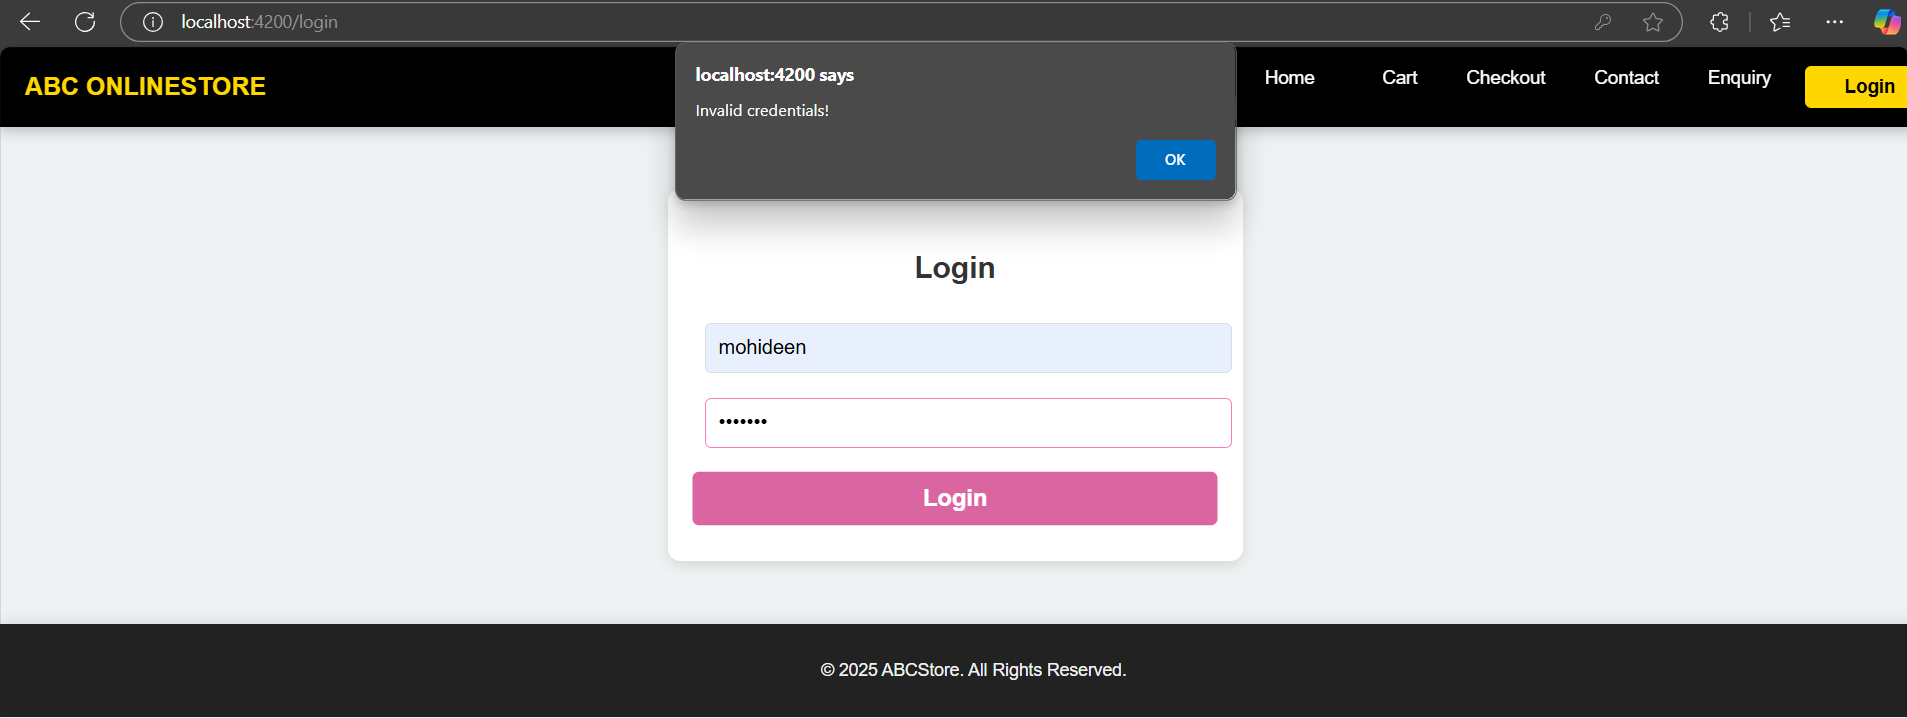 localhost:4200/login
ABC ONLINESTORE
localhost:4200 says
Invalid credentials!
OK
Home Cart Checkout Contact Enquiry Login
Login
mohideen
•••••••
Login
© 2025 ABCStore. All Rights Reserved.